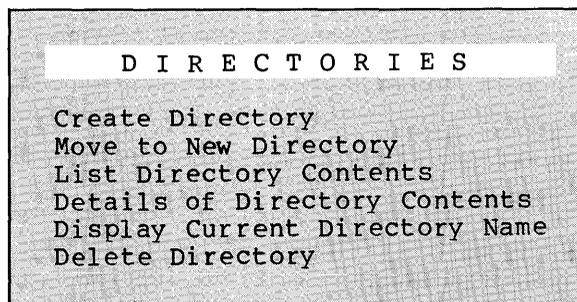 D I R E C T O R I E S
Create Directory
Move to New Directory
List Directory Contents
Details of Directory Contents
Display Current Directory Name
Delete Directory